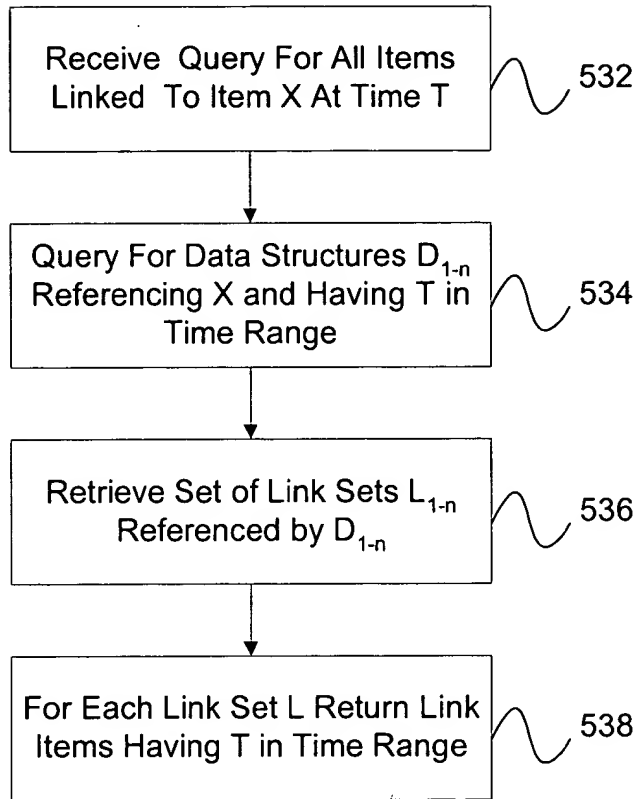 Receive Query For All Items
Linked To Item X At Time T
532
Query For Data Structures D1-n
Referencing X and Having T in
Time Range
534
Retrieve Set of Link Sets L1-n
Referenced by D1-n
536
For Each Link Set L Return Link
Items Having T in Time Range
538